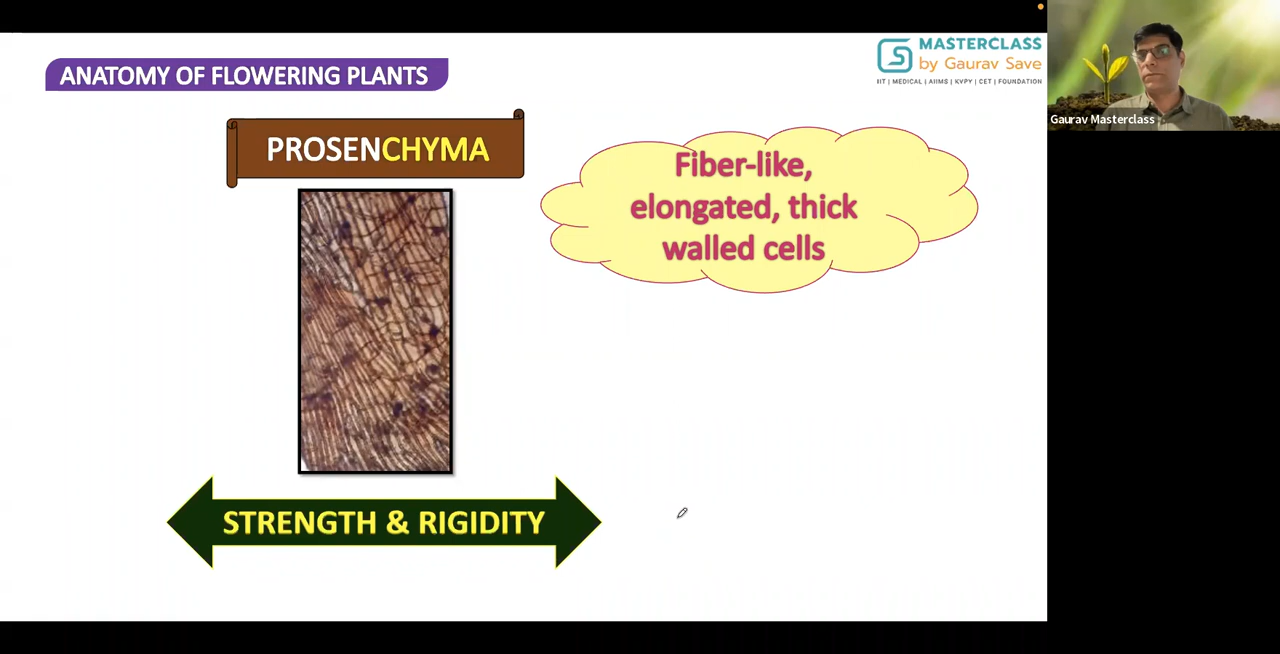 ANATOMY OF FLOWERING PLANTS
MASTERCLASS
by Gaurav Save
IIT | MEDICAL | AIIMS | KVPY | CET | FOUNDATION
PROSENCHYMA
Fiber-like,
elongated, thick
walled cells
STRENGTH & RIGIDITY
Gaurav Masterclass